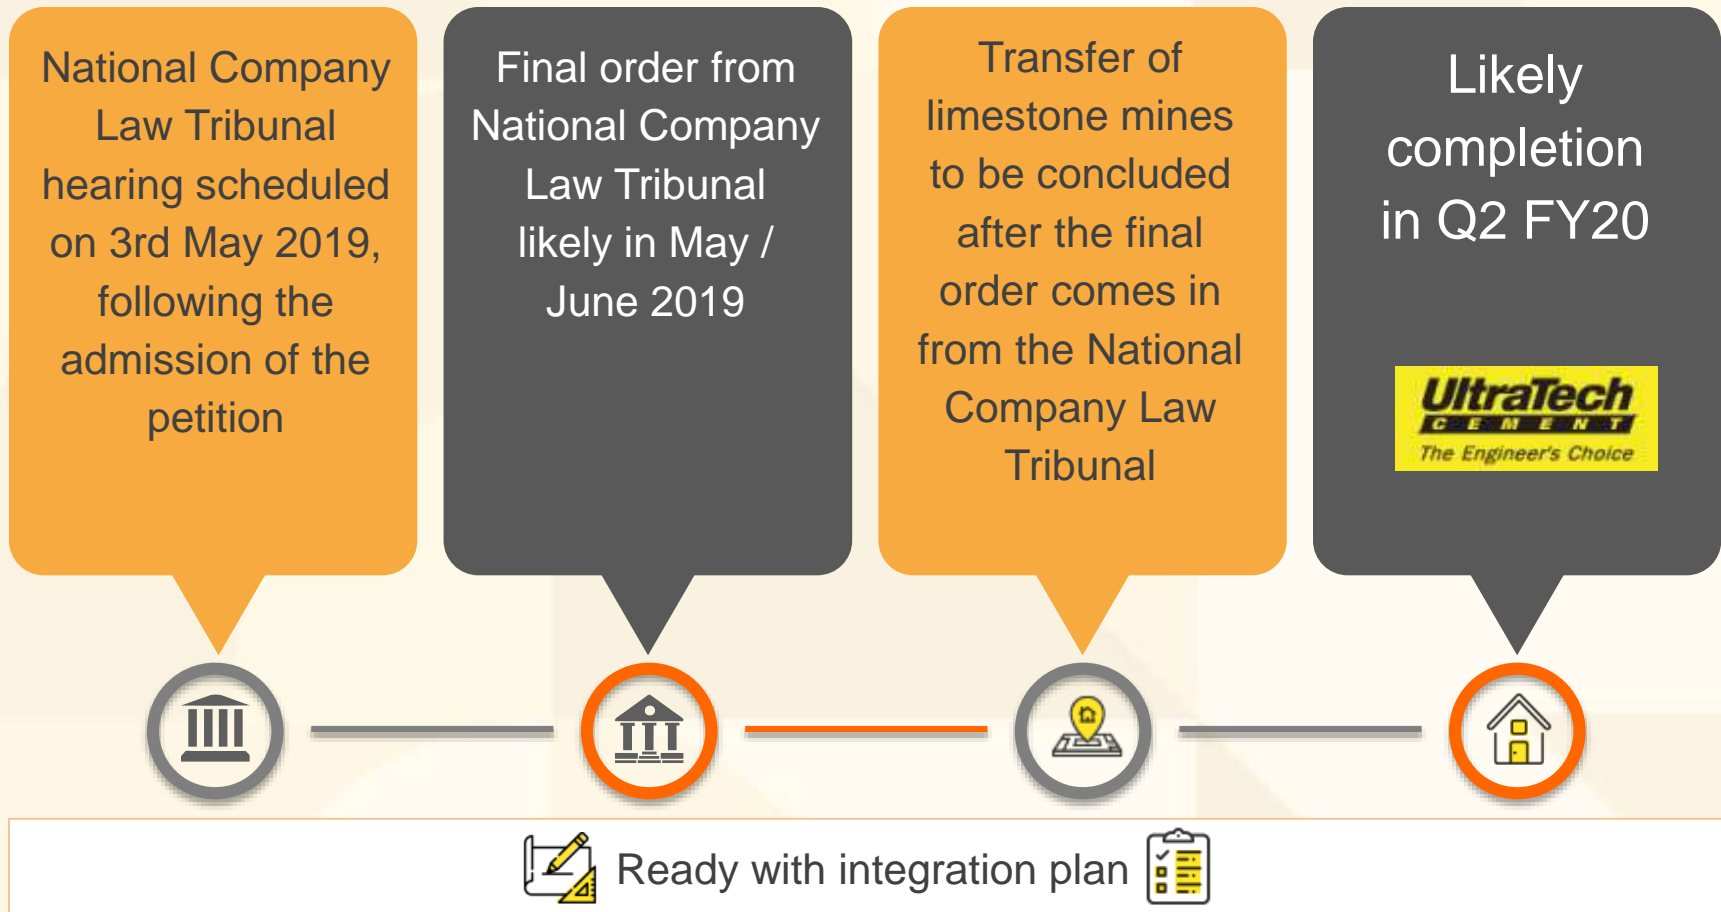 National Company
Law Tribunal
hearing scheduled
on 3rd May 2019,
following the
admission of the
petition
Final order from
National Company
Law Tribunal
likely in May /
June 2019
Transfer of
limestone mines
to be concluded
after the final
order comes in
from the National
Company Law
Tribunal
Likely
completion
in Q2 FY20
UltraTech
CEMENT
The Engineer's Choice
Ready with integration plan